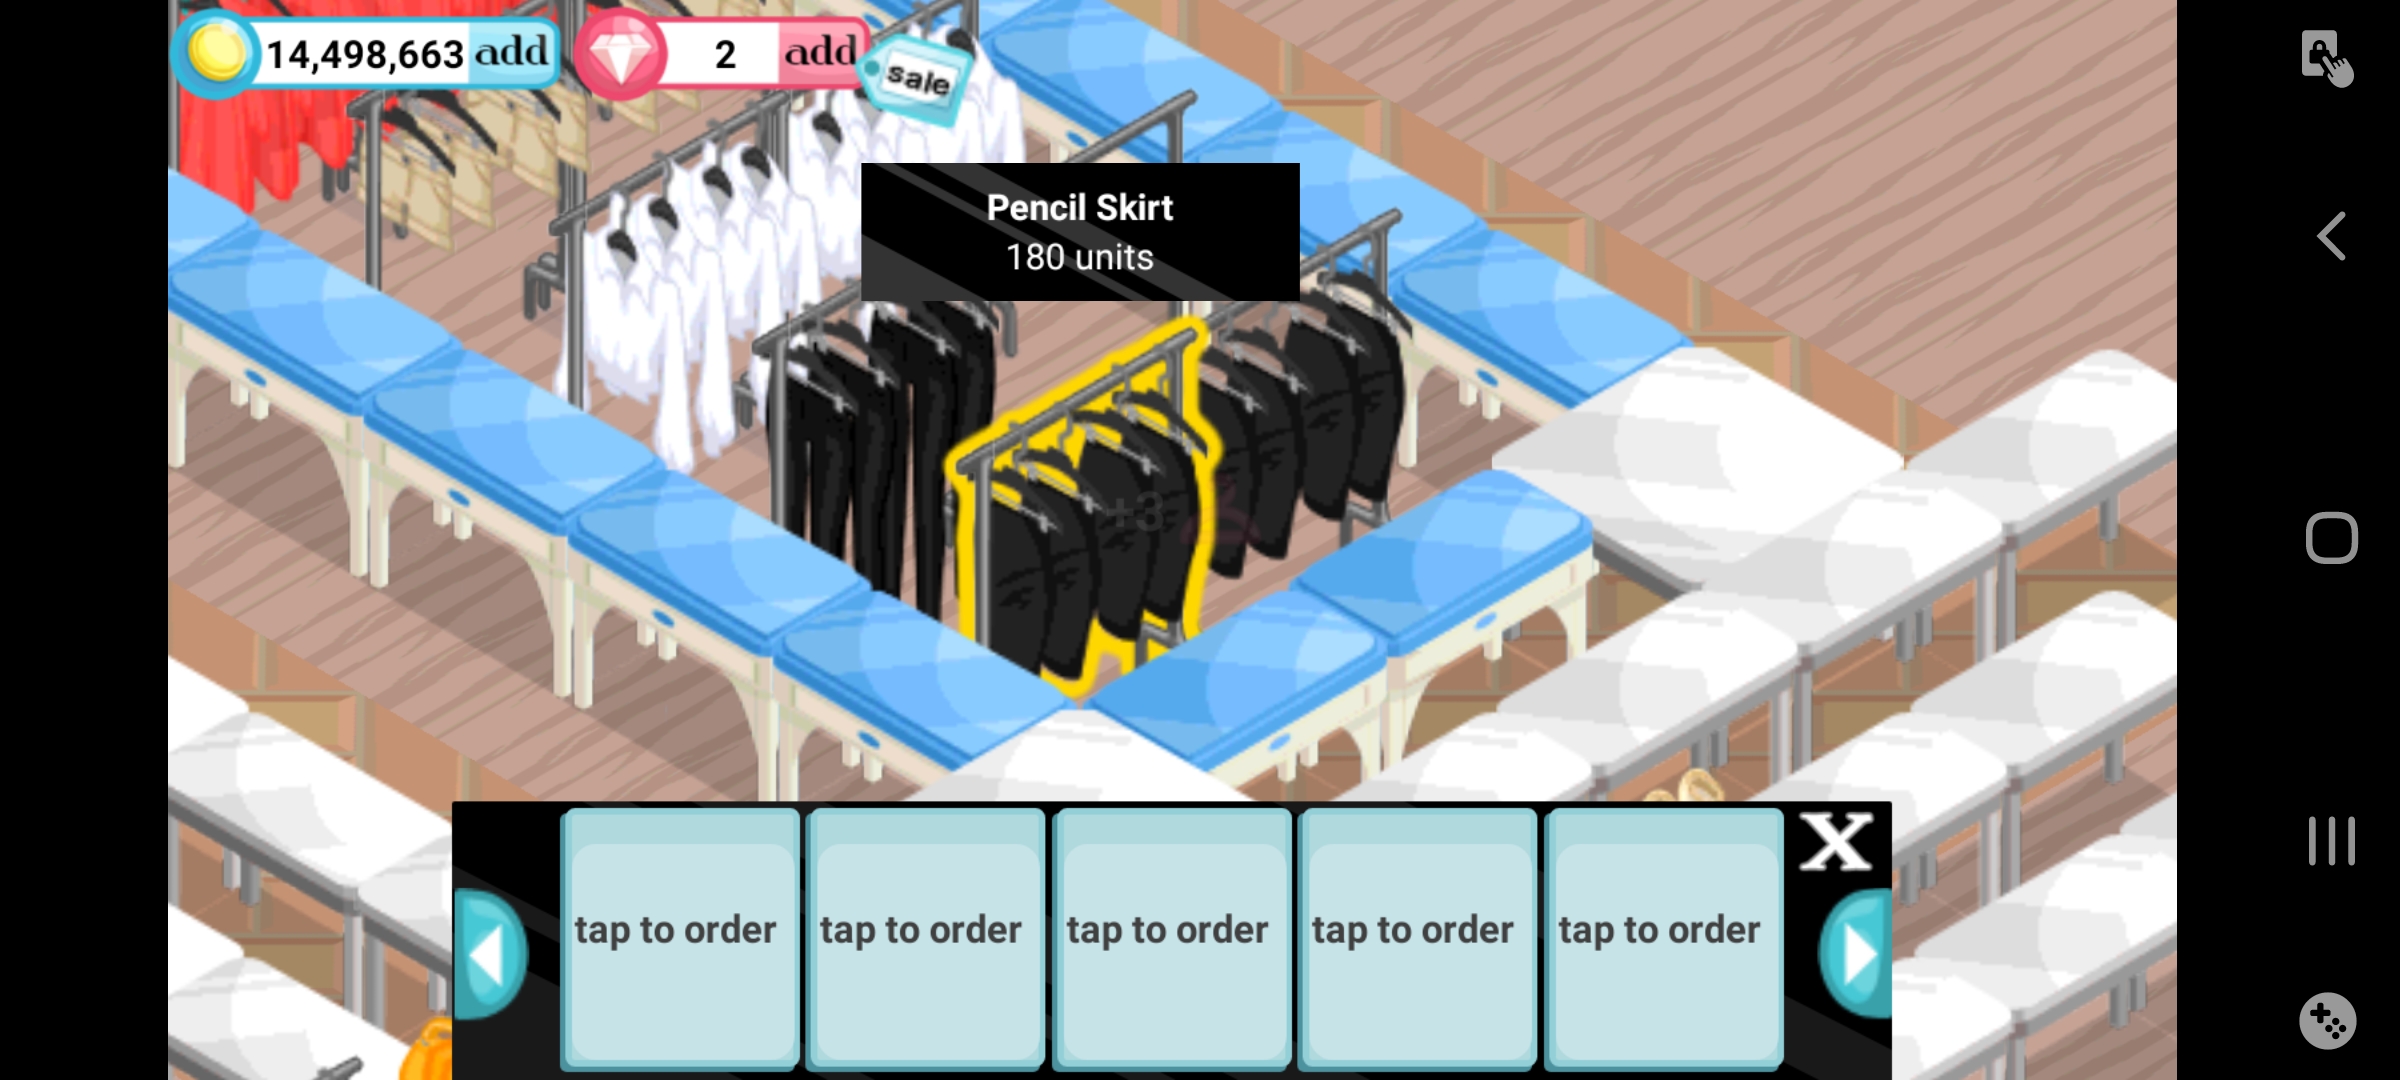 14,498,663 add
2 add
sale
Pencil Skirt
180 units
+3
tap to order
tap to order
tap to order
tap to order
tap to order
X